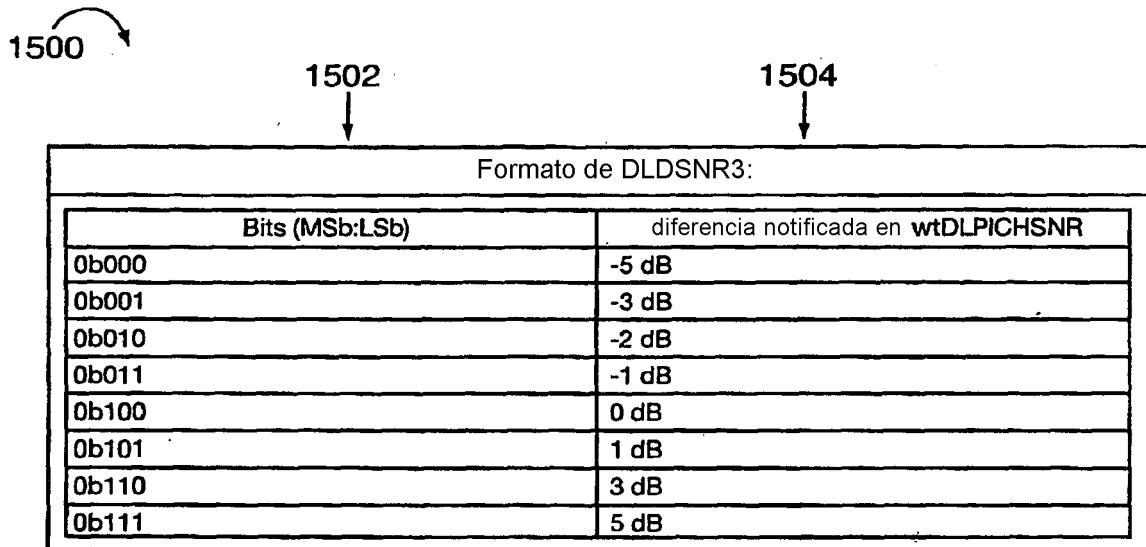 1500
1502 1504
Formato de DLDSNR3:
Bits (MSb:LSb) diferencia notificada en wtDLPICHSNR
0b000 -5 dB
0b001 -3 dB
0b010 -2 dB
0b011 -1 dB
0b100 0 dB
0b101 1 dB
0b110 3 dB
0b111 5 dB